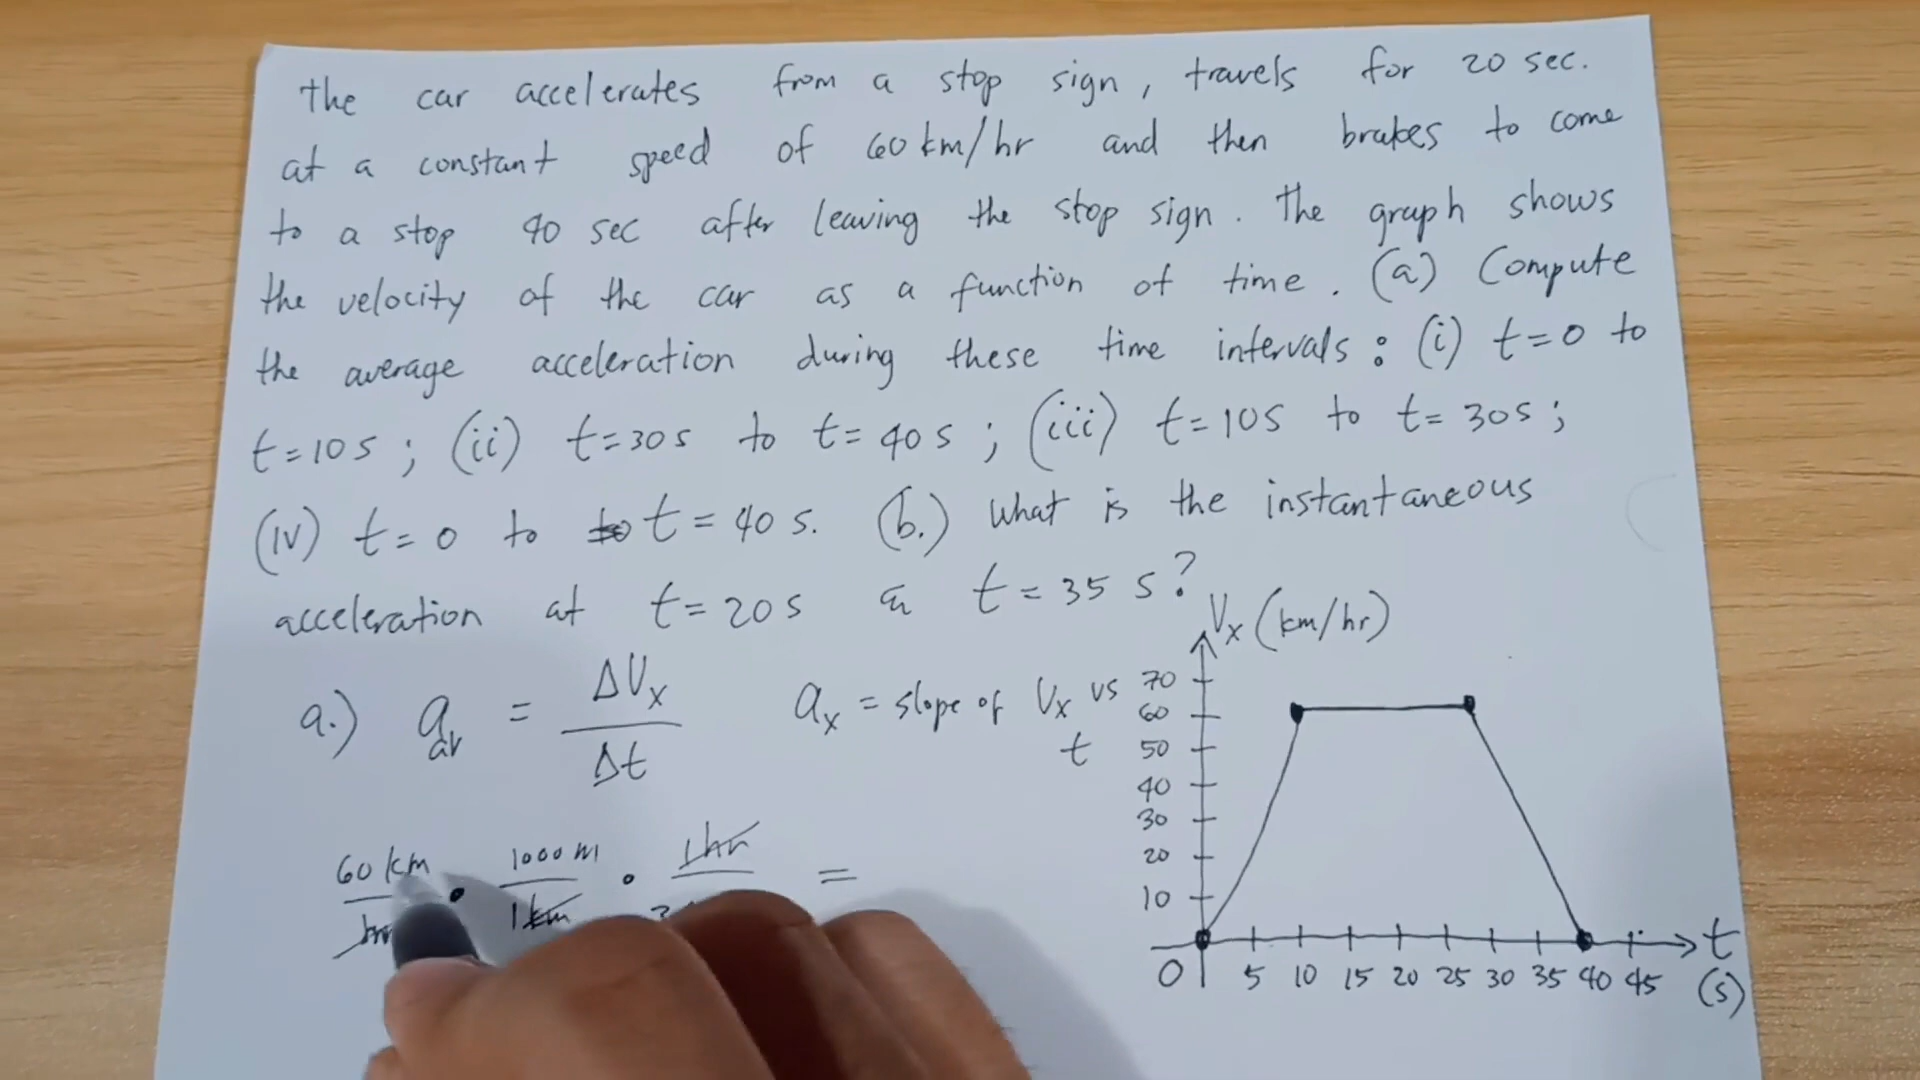 The car accelerates from a stop sign, travels for 20 sec.
at a constant speed of 60 km/hr and then brakes to come
to a stop 40 sec after leaving the stop sign. The graph shows
the velocity of the car as a function of time. (a) Compute
the average acceleration during these time intervals: (i) t=0 to
t=10s; (ii) t=30s to t=40s; (iii) t=10s to t=30s;
(iv) t=0 to to t=40 s. (b.) What is the instantaneous
acceleration at t=20s & t=35 s?
a.) a_av = ΔVx / Δt
ax = slope of Vx vs
t
60 km/hr · 1000 m/1km · 1hr =
Vx (km/hr)
70
60
50
40
30
20
10
0 5 10 15 20 25 30 35 40 45
t
(s)